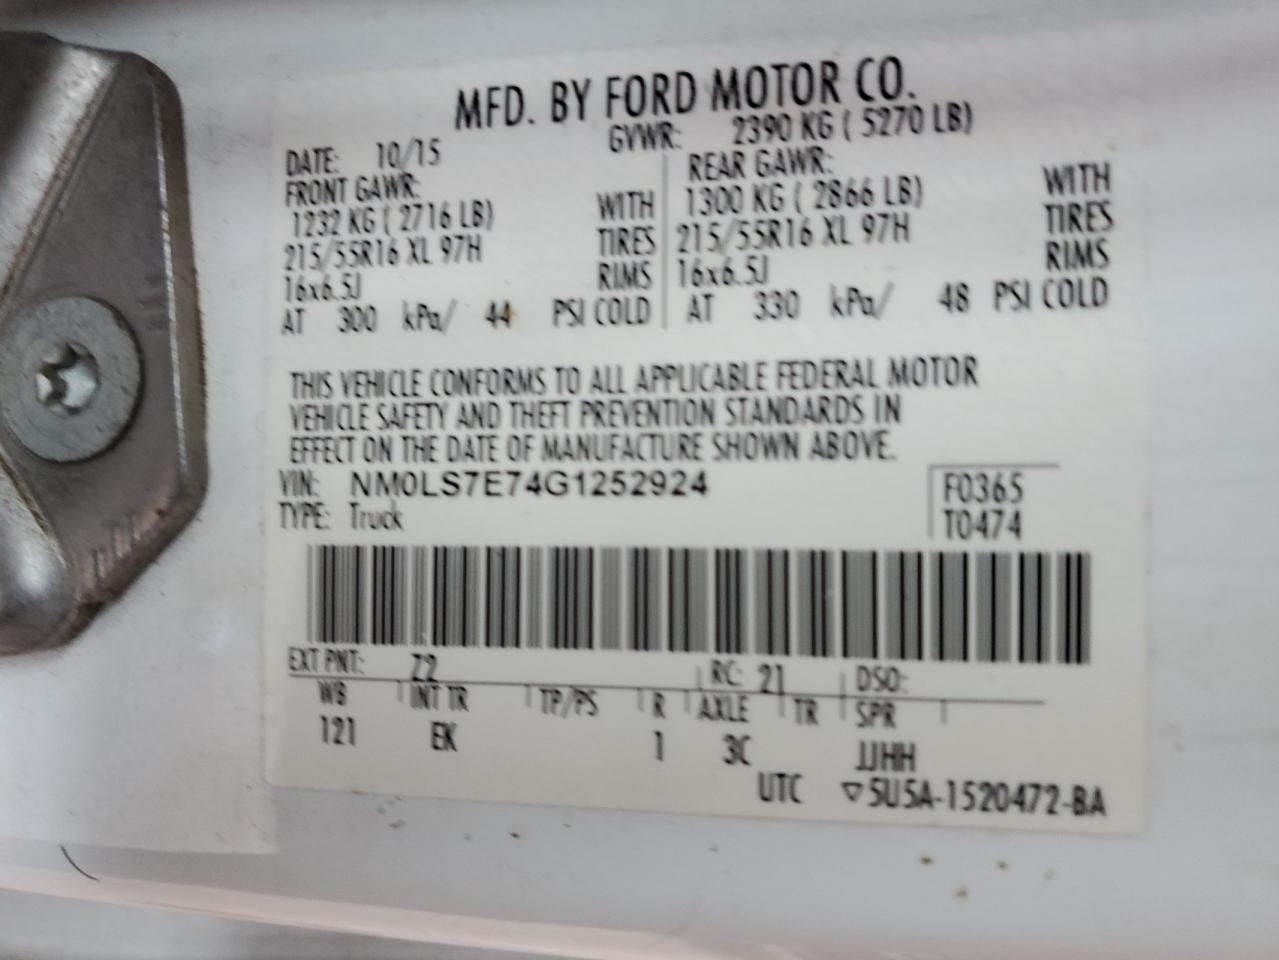 MFD. BY FORD MOTOR CO.
DATE: 10/15 GVWR: 2390 KG ( 5270 LB)
FRONT GAWR: REAR GAWR:
1232 KG ( 2716 LB) WITH 1300 KG ( 2866 LB) WITH
215/55R16 XL 97H TIRES 215/55R16 XL 97H TIRES
16x6.5J RIMS 16x6.5J RIMS
AT 300 kPa/ 44 PSI COLD AT 330 kPa/ 48 PSI COLD
THIS VEHICLE CONFORMS TO ALL APPLICABLE FEDERAL MOTOR
VEHICLE SAFETY AND THEFT PREVENTION STANDARDS IN
EFFECT ON THE DATE OF MANUFACTURE SHOWN ABOVE.
VIN: NM0LS7E74G1252924 F0365
TYPE: Truck T0474
EXT PNT: Z2 RC: 21 DSO:
WB INT TR TP/PS R AXLE TR SPR
121 EK 1 3C JJHH
UTC ▽5U5A-1520472-BA